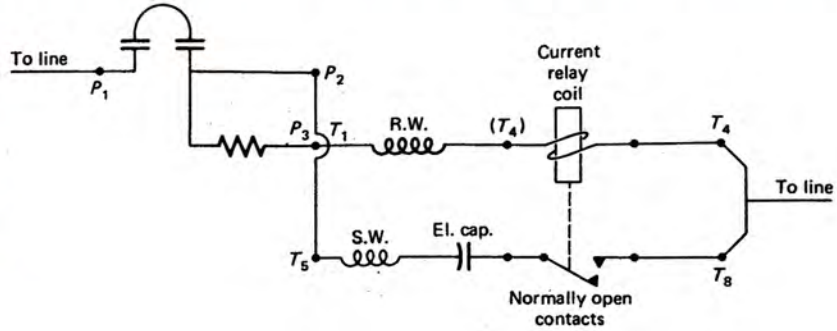 To line
P1
P2
P3
T1
R.W.
(T4)
Current
relay
coil
T4
To line
T5
S.W.
El. cap.
Normally open
contacts
T8